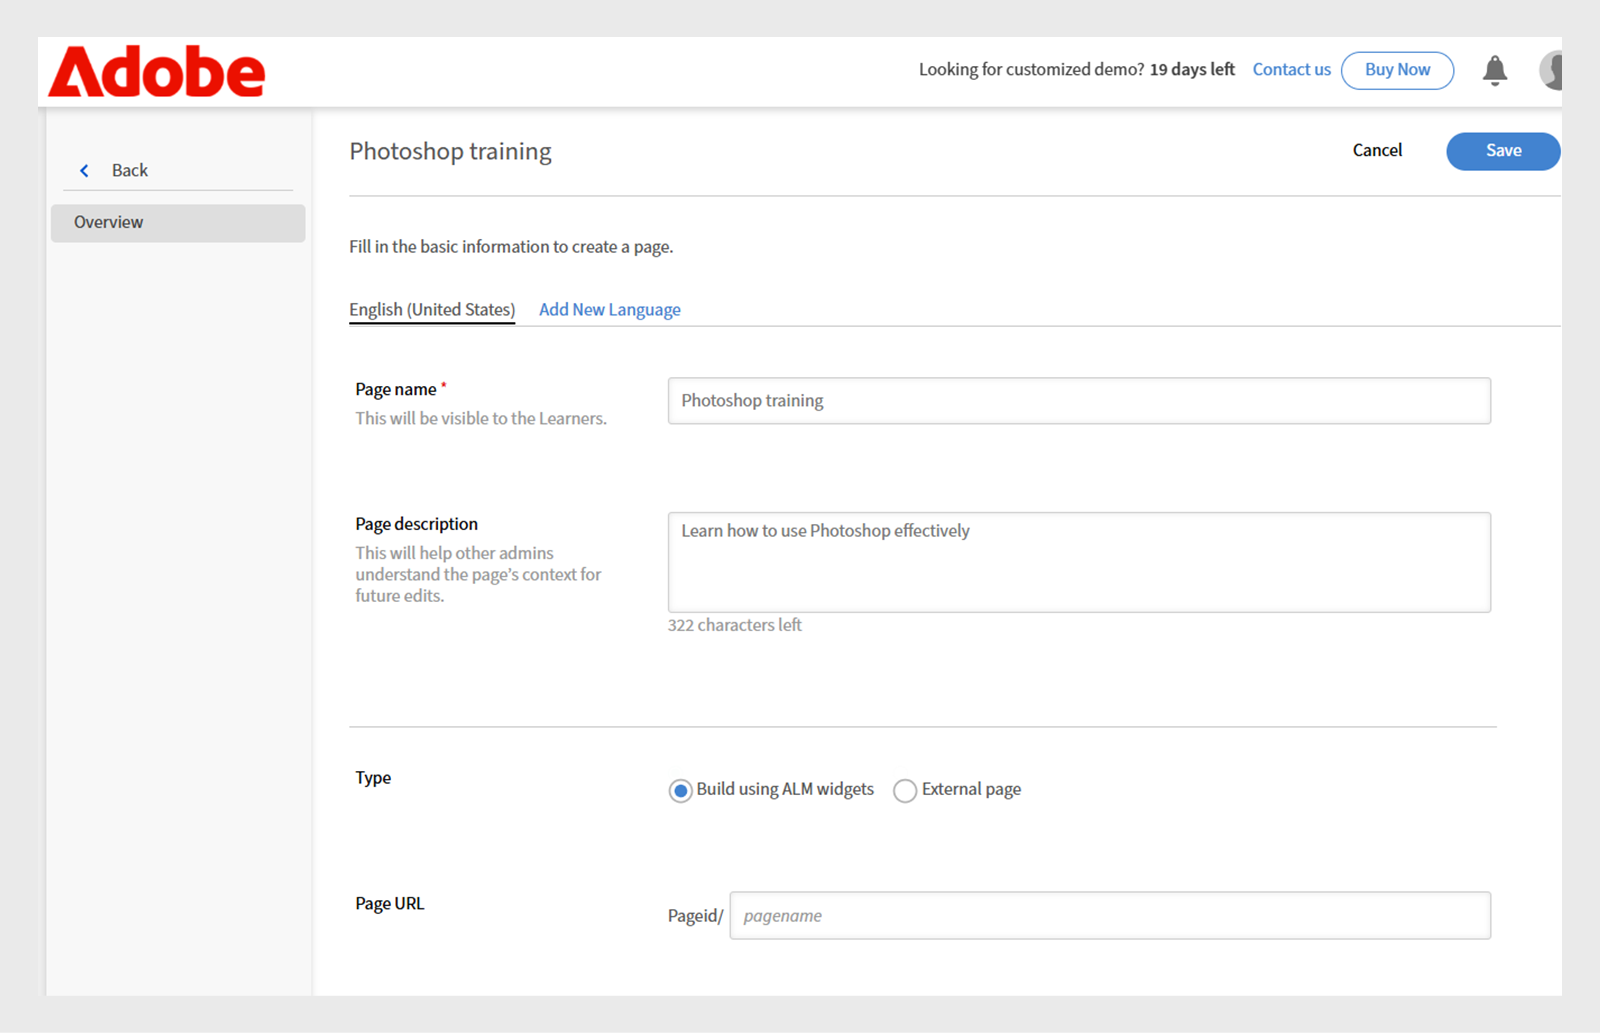 Adobe
Looking for customized demo? 19 days left Contact us Buy Now
Back
Overview
Photoshop training
Cancel
Save
Fill in the basic information to create a page.
English (United States) Add New Language
Page name *
This will be visible to the Learners.
Photoshop training
Page description
This will help other admins
understand the page's context for
future edits.
Learn how to use Photoshop effectively
322 characters left
Type
Build using ALM widgets External page
Page URL
Pageid/ pagename